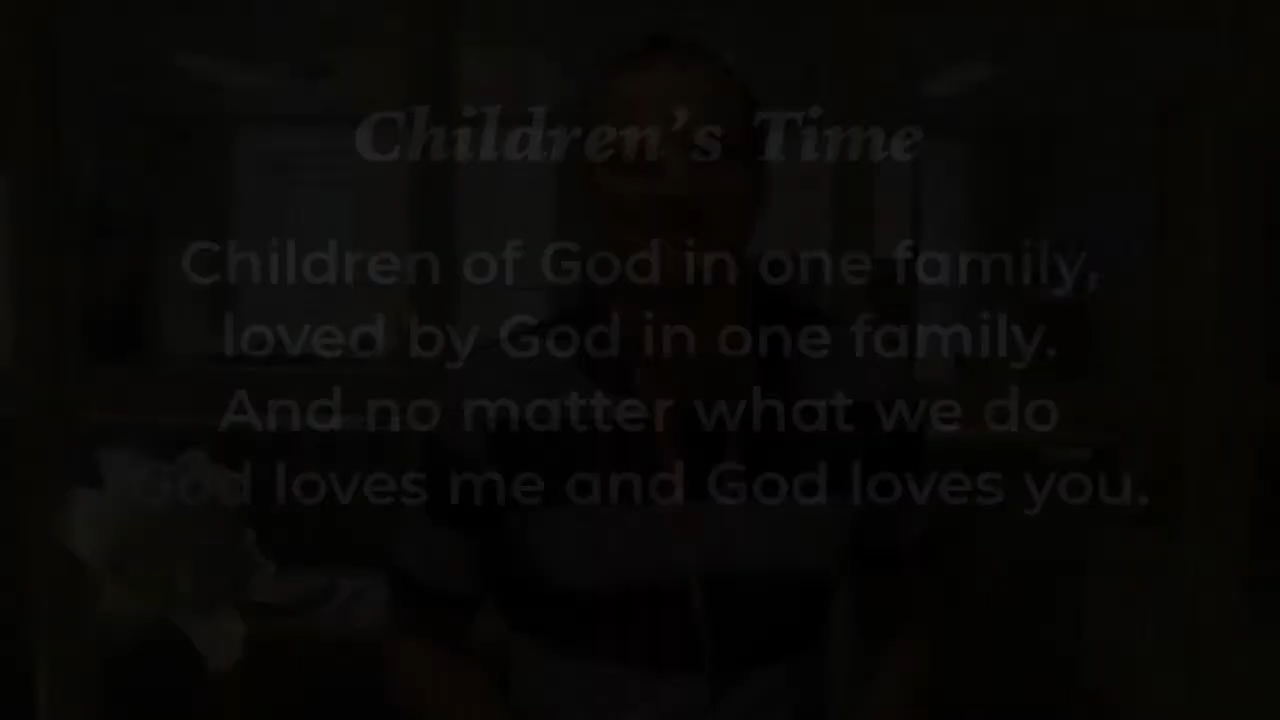 Children's Time
Children of God in one family,
loved by God in one family.
And no matter what we do
God loves me and God loves you.